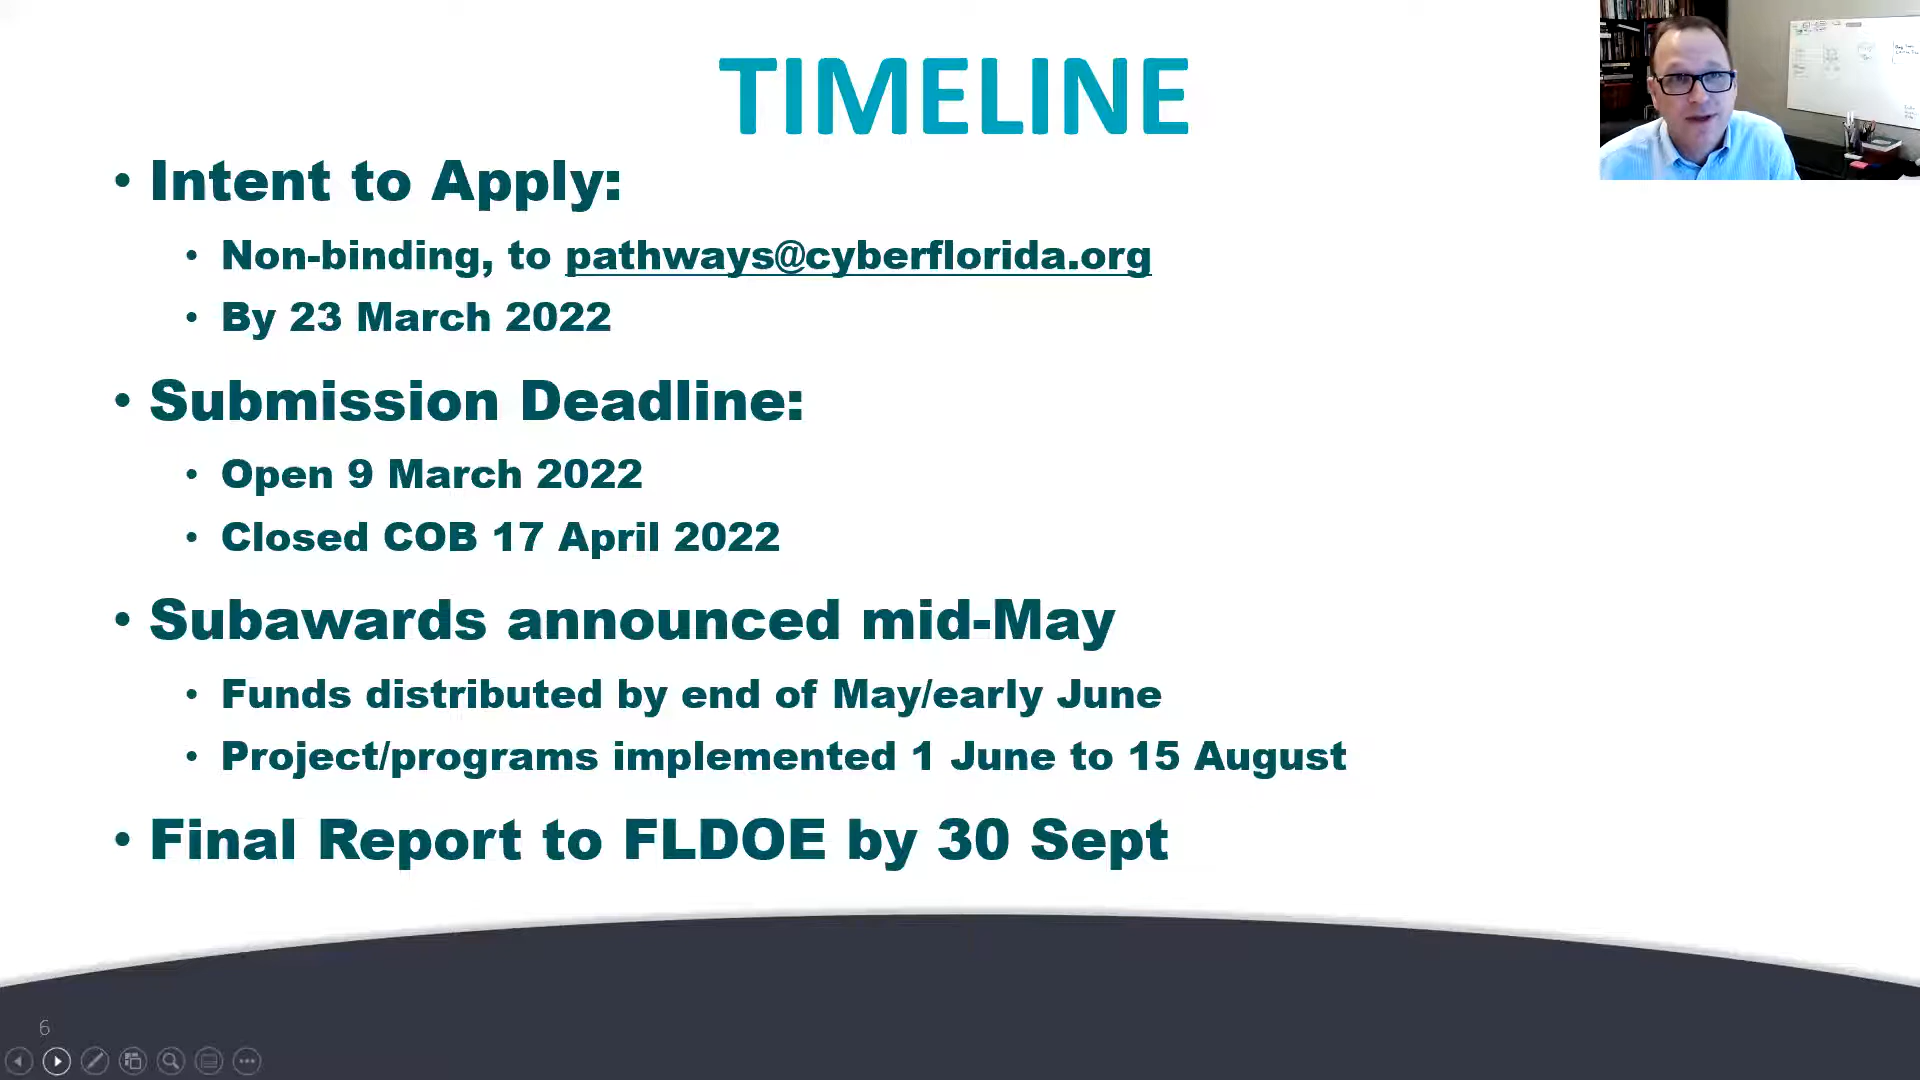 TIMELINE
• Intent to Apply:
• Non-binding, to pathways@cyberflorida.org
• By 23 March 2022
• Submission Deadline:
• Open 9 March 2022
• Closed COB 17 April 2022
• Subawards announced mid-May
• Funds distributed by end of May/early June
• Project/programs implemented 1 June to 15 August
• Final Report to FLDOE by 30 Sept
6